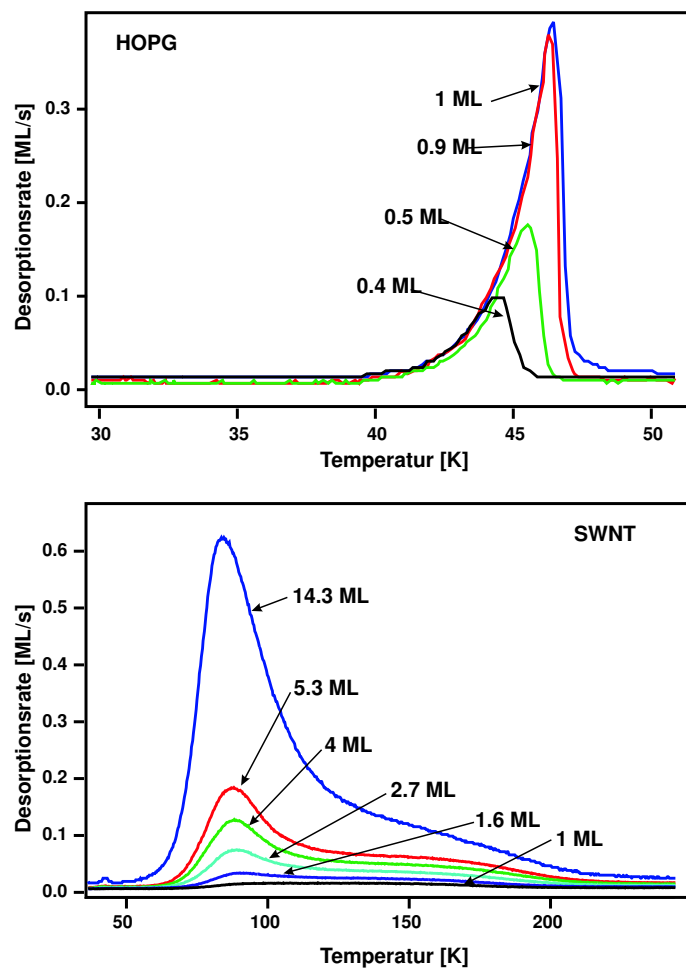 HOPG
Desorptionsrate [ML/s]
0.3
0.2
0.1
0.0
1 ML
0.9 ML
0.5 ML
0.4 ML
30
35
40
45
50
Temperatur [K]
SWNT
Desorptionsrate [ML/s]
0.6
0.5
0.4
0.3
0.2
0.1
0.0
14.3 ML
5.3 ML
4 ML
2.7 ML
1.6 ML
1 ML
50
100
150
200
Temperatur [K]